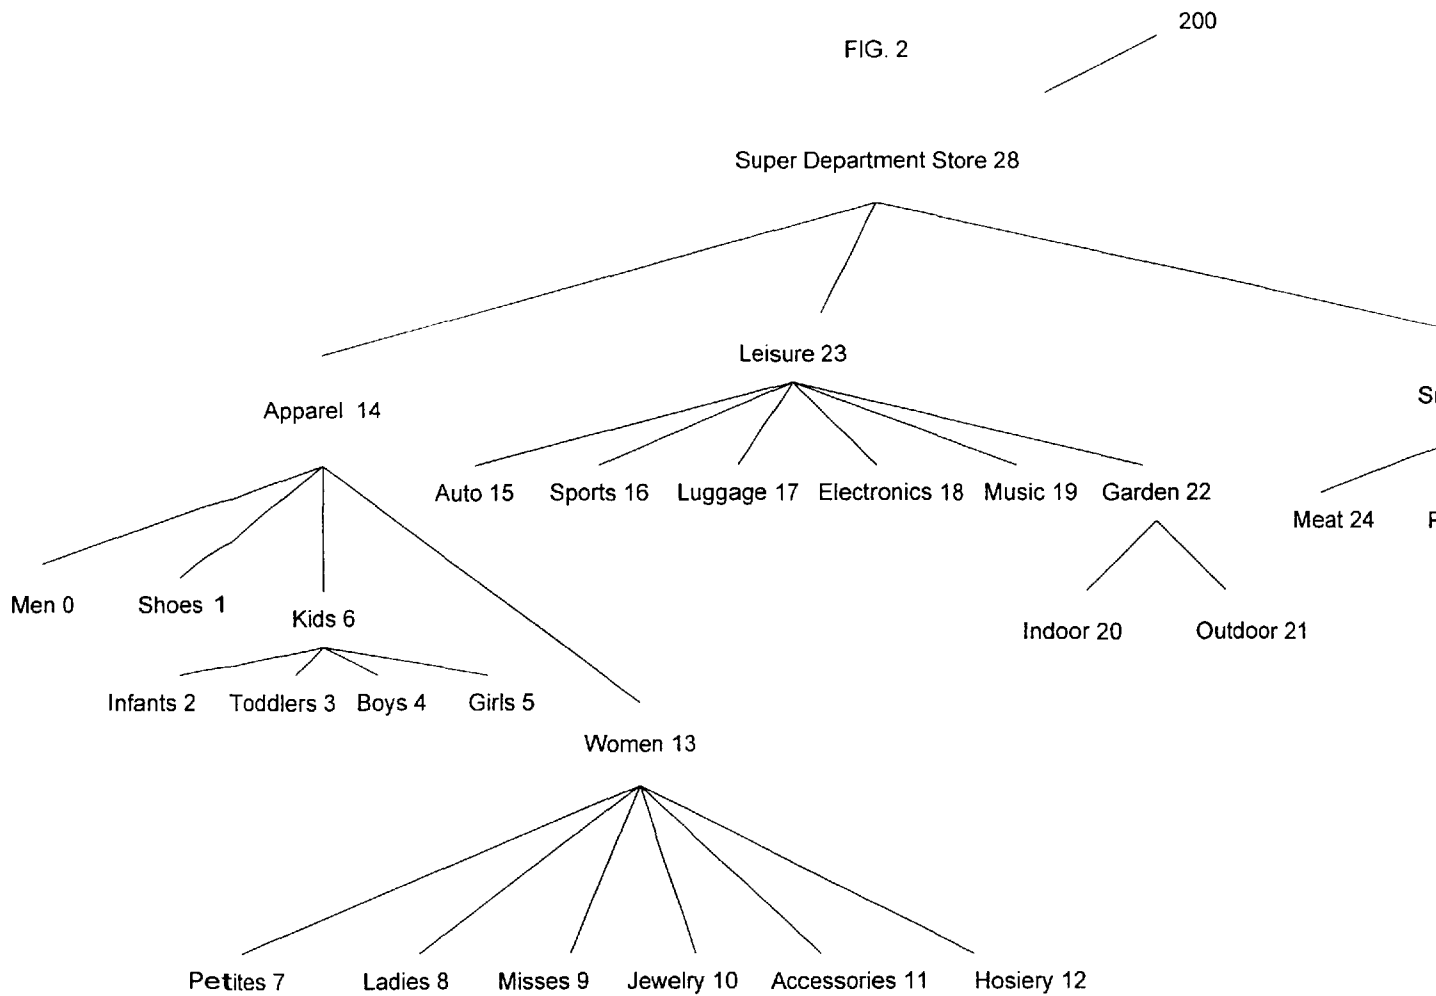 200
FIG. 2
Super Department Store 28
Leisure 23
Apparel 14
Auto 15 Sports 16 Luggage 17 Electronics 18 Music 19 Garden 22
Meat 24
Men 0 Shoes 1 Kids 6
Indoor 20 Outdoor 21
Infants 2 Toddlers 3 Boys 4 Girls 5
Women 13
Petites 7 Ladies 8 Misses 9 Jewelry 10 Accessories 11 Hosiery 12